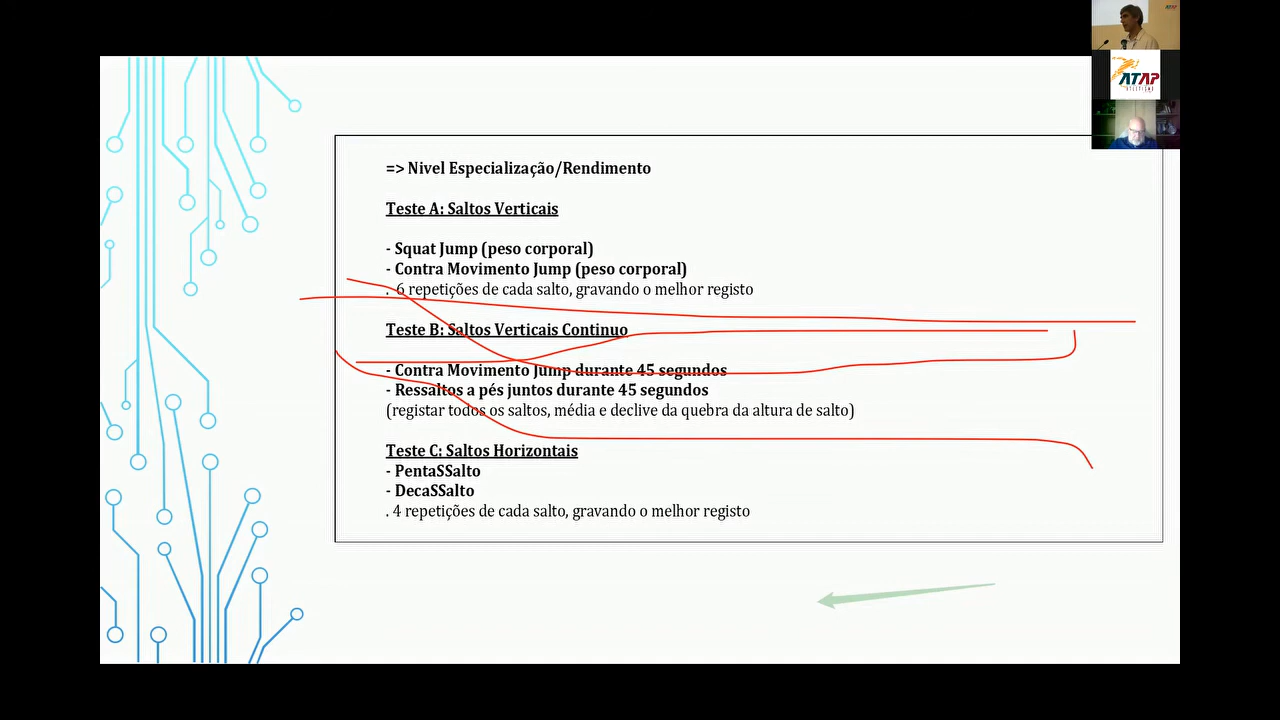 ATAP
ATLETISMO
=> Nivel Especialização/Rendimento
Teste A: Saltos Verticais
- Squat Jump (peso corporal)
- Contra Movimento Jump (peso corporal)
. 6 repetições de cada salto, gravando o melhor registo
Teste B: Saltos Verticais Continuo
- Contra Movimento Jump durante 45 segundos
- Ressaltos a pés juntos durante 45 segundos
(registar todos os saltos, média e declive da quebra da altura de salto)
Teste C: Saltos Horizontais
- PentaSSalto
- DecaSSalto
. 4 repetições de cada salto, gravando o melhor registo